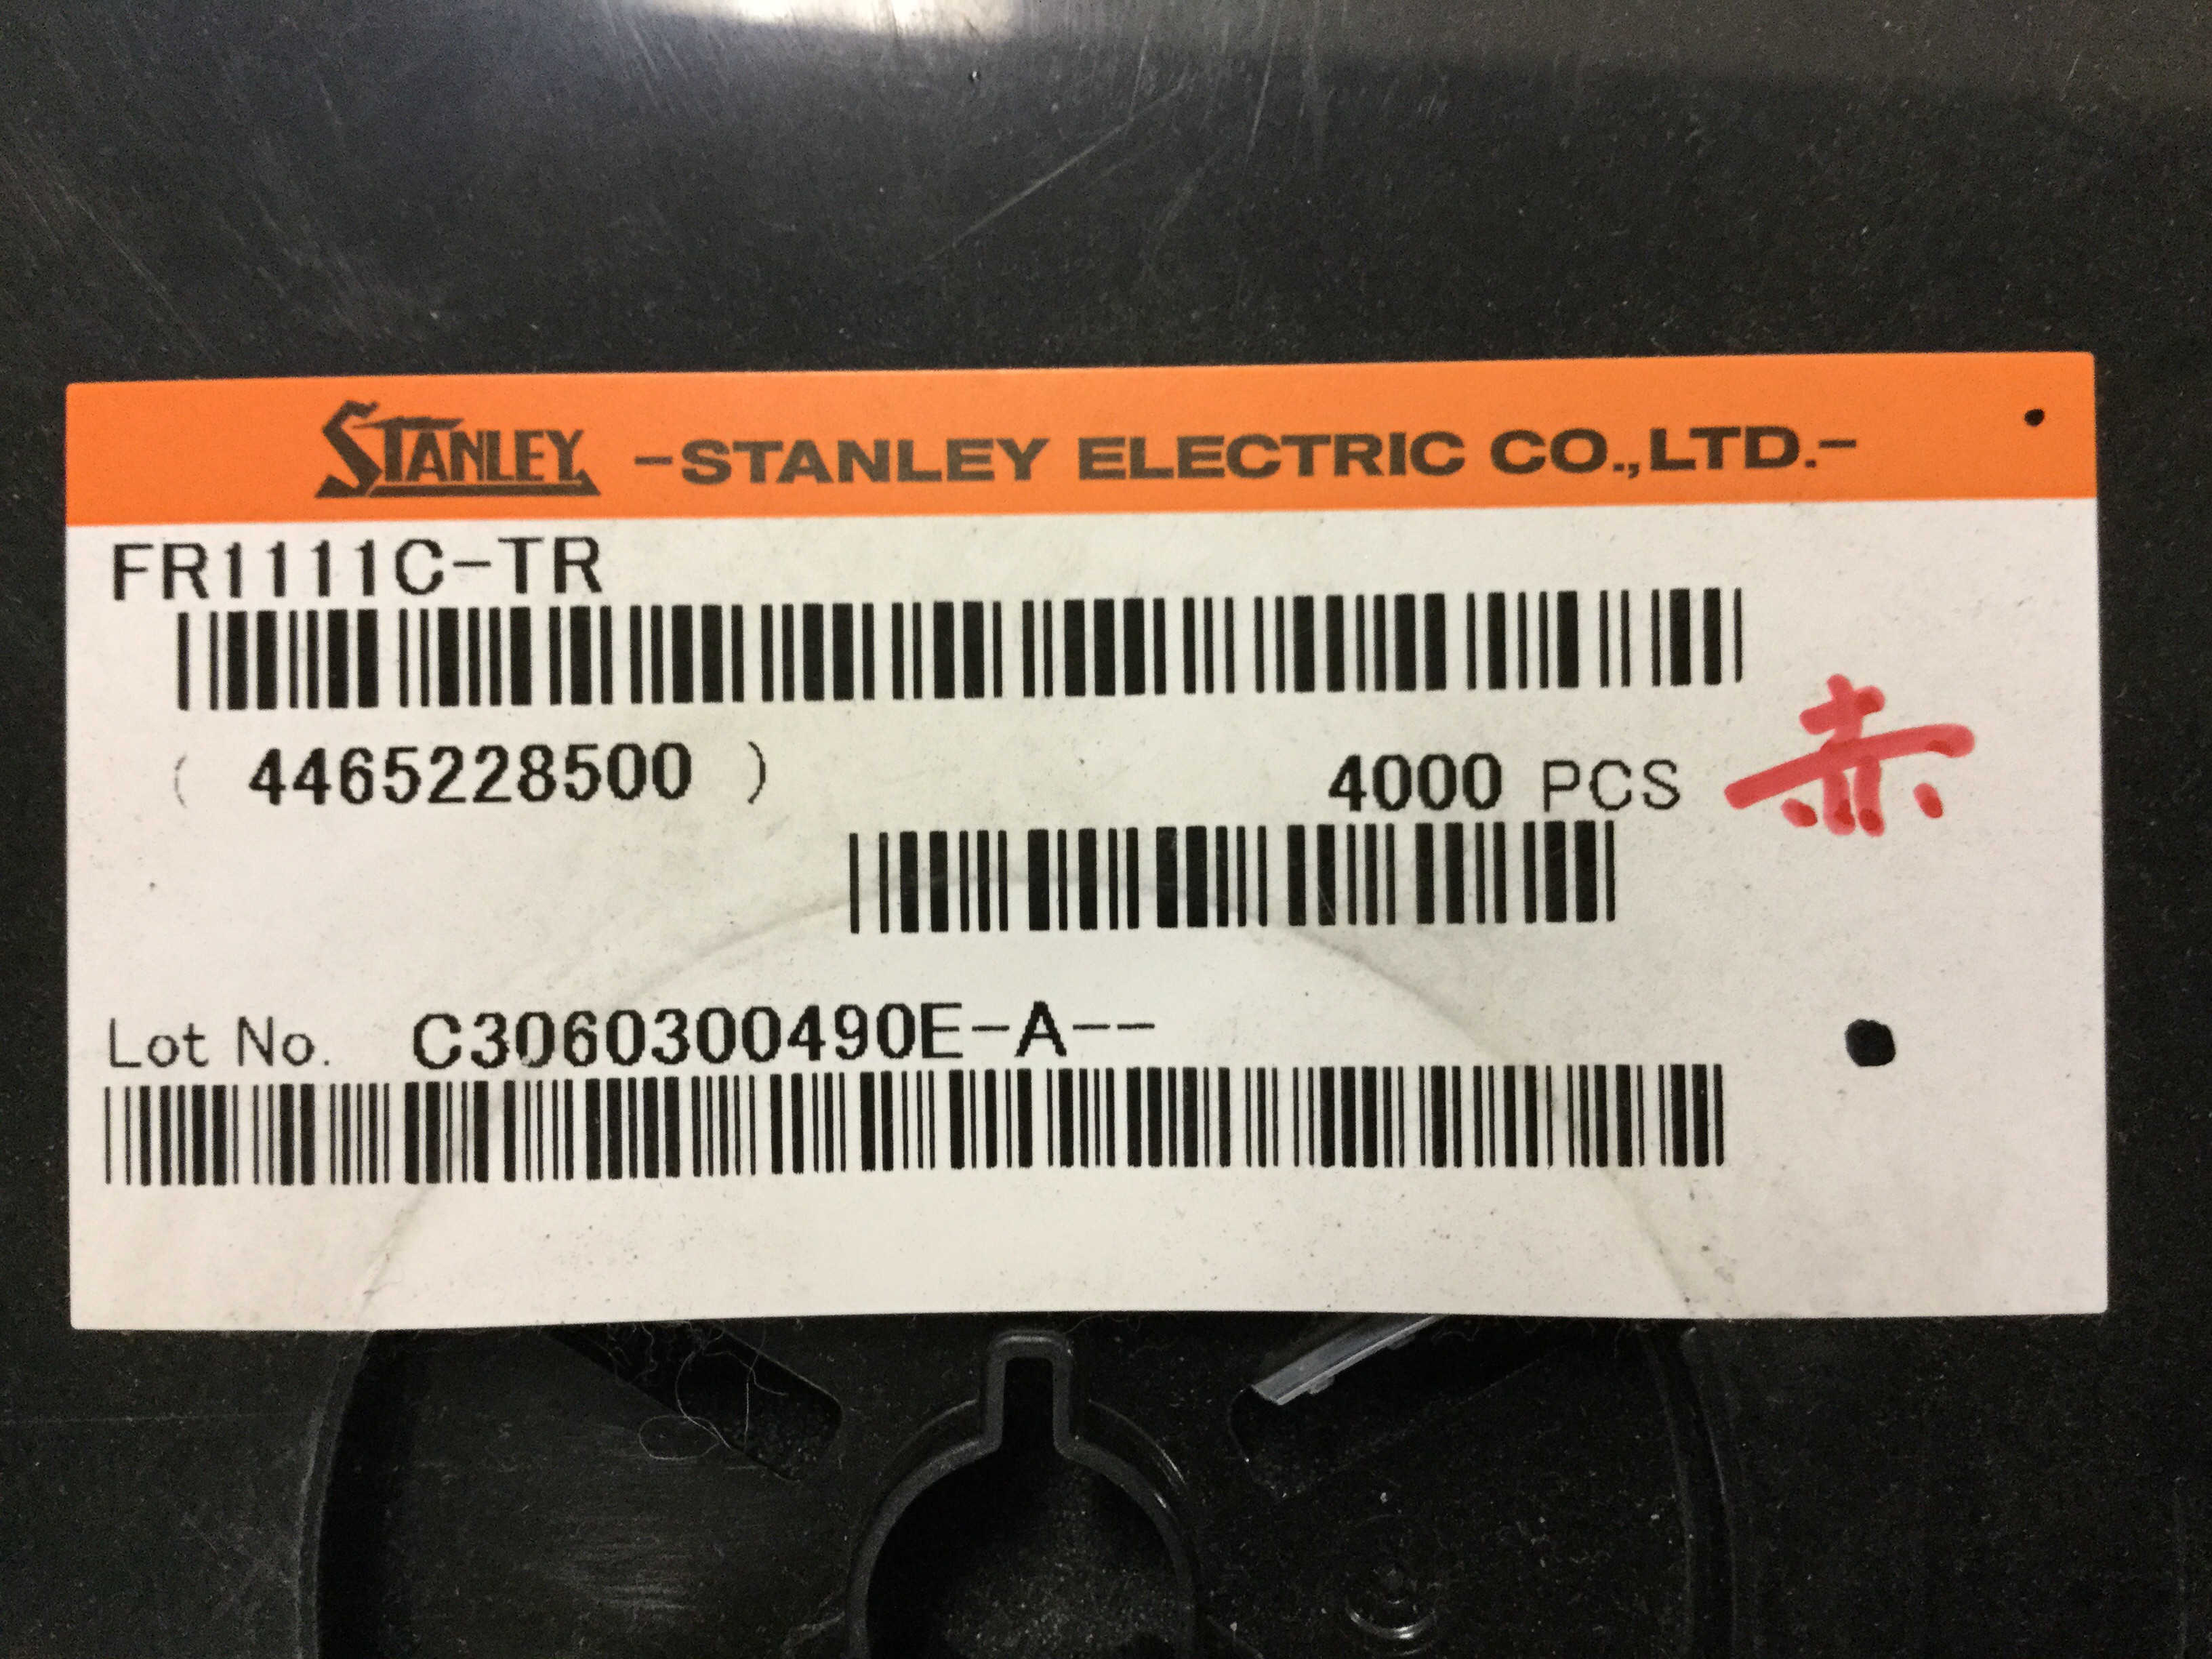 STANLEY -STANLEY ELECTRIC CO.,LTD.-
FR1111C-TR
( 4465228500 ) 4000 PCS 赤
Lot No. C3060300490E-A--